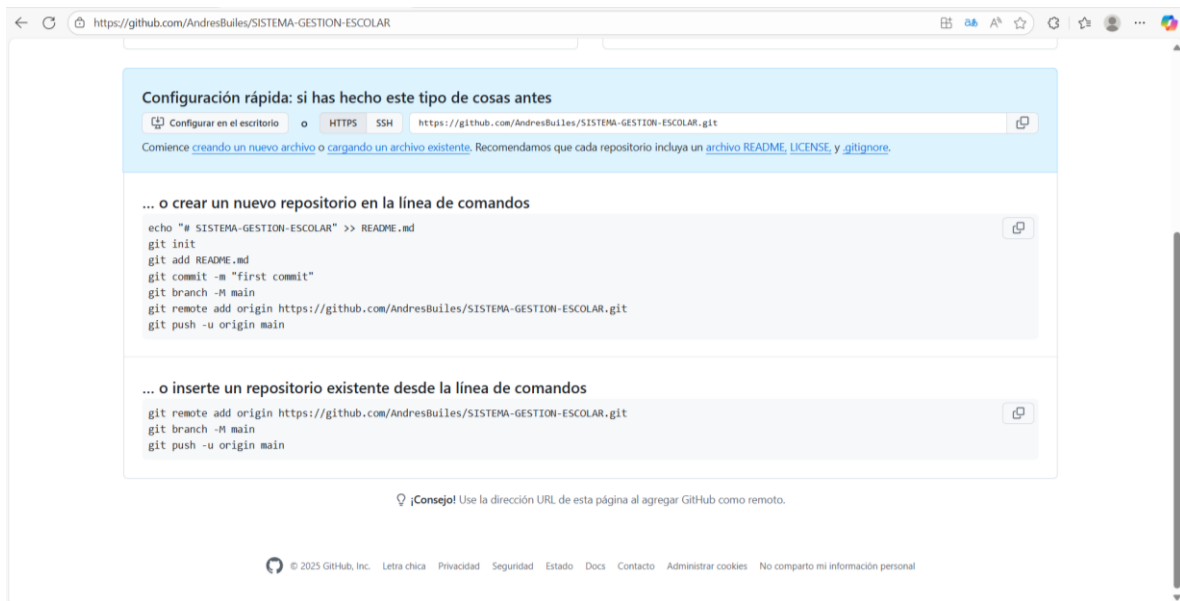 https://github.com/AndresBuiles/SISTEMA-GESTION-ESCOLAR
Configuración rápida: si has hecho este tipo de cosas antes
Configurar en el escritorio o HTTPS SSH https://github.com/AndresBuiles/SISTEMA-GESTION-ESCOLAR.git
Comience creando un nuevo archivo o cargando un archivo existente. Recomendamos que cada repositorio incluya un archivo README, LICENSE, y .gitignore.
... o crear un nuevo repositorio en la línea de comandos
echo "# SISTEMA-GESTION-ESCOLAR" >> README.md
git init
git add README.md
git commit -m "first commit"
git branch -M main
git remote add origin https://github.com/AndresBuiles/SISTEMA-GESTION-ESCOLAR.git
git push -u origin main
... o inserte un repositorio existente desde la línea de comandos
git remote add origin https://github.com/AndresBuiles/SISTEMA-GESTION-ESCOLAR.git
git branch -M main
git push -u origin main
¡Consejo! Use la dirección URL de esta página al agregar GitHub como remoto.
© 2025 GitHub, Inc. Letra chica Privacidad Seguridad Estado Docs Contacto Administrar cookies No comparto mi información personal